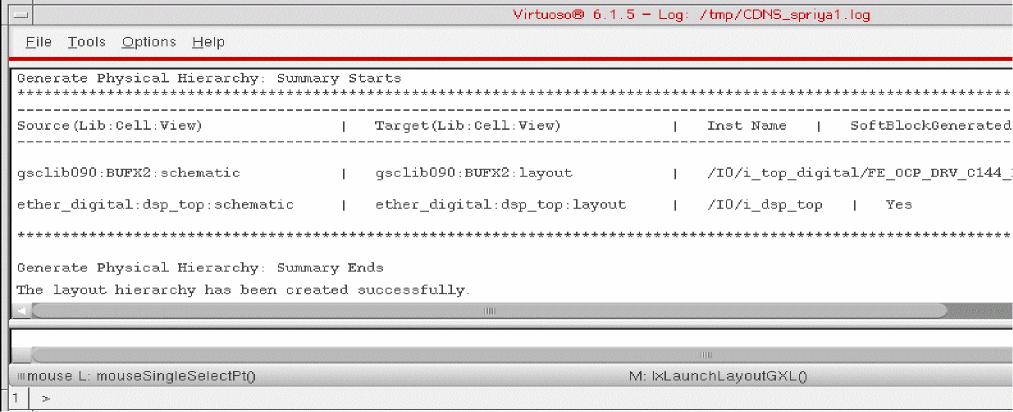 Virtuoso® 6.1.5 - Log: /tmp/CDNS_spriya1.log
File Tools Options Help
Generate Physical Hierarchy: Summary Starts
Source(Lib:Cell:View) | Target(Lib:Cell:View) | Inst Name | SoftBlockGenerated
gsclib090:BUFX2:schematic | gsclib090:BUFX2:layout | /I0/i_top_digital/FE_OCP_DRV_C144_
ether_digital:dsp_top:schematic | ether_digital:dsp_top:layout | /I0/i_dsp_top | Yes
Generate Physical Hierarchy: Summary Ends
The layout hierarchy has been created successfully.
mouse L: mouseSingleSelectPt() M: lxLaunchLayoutGXL()
1 >